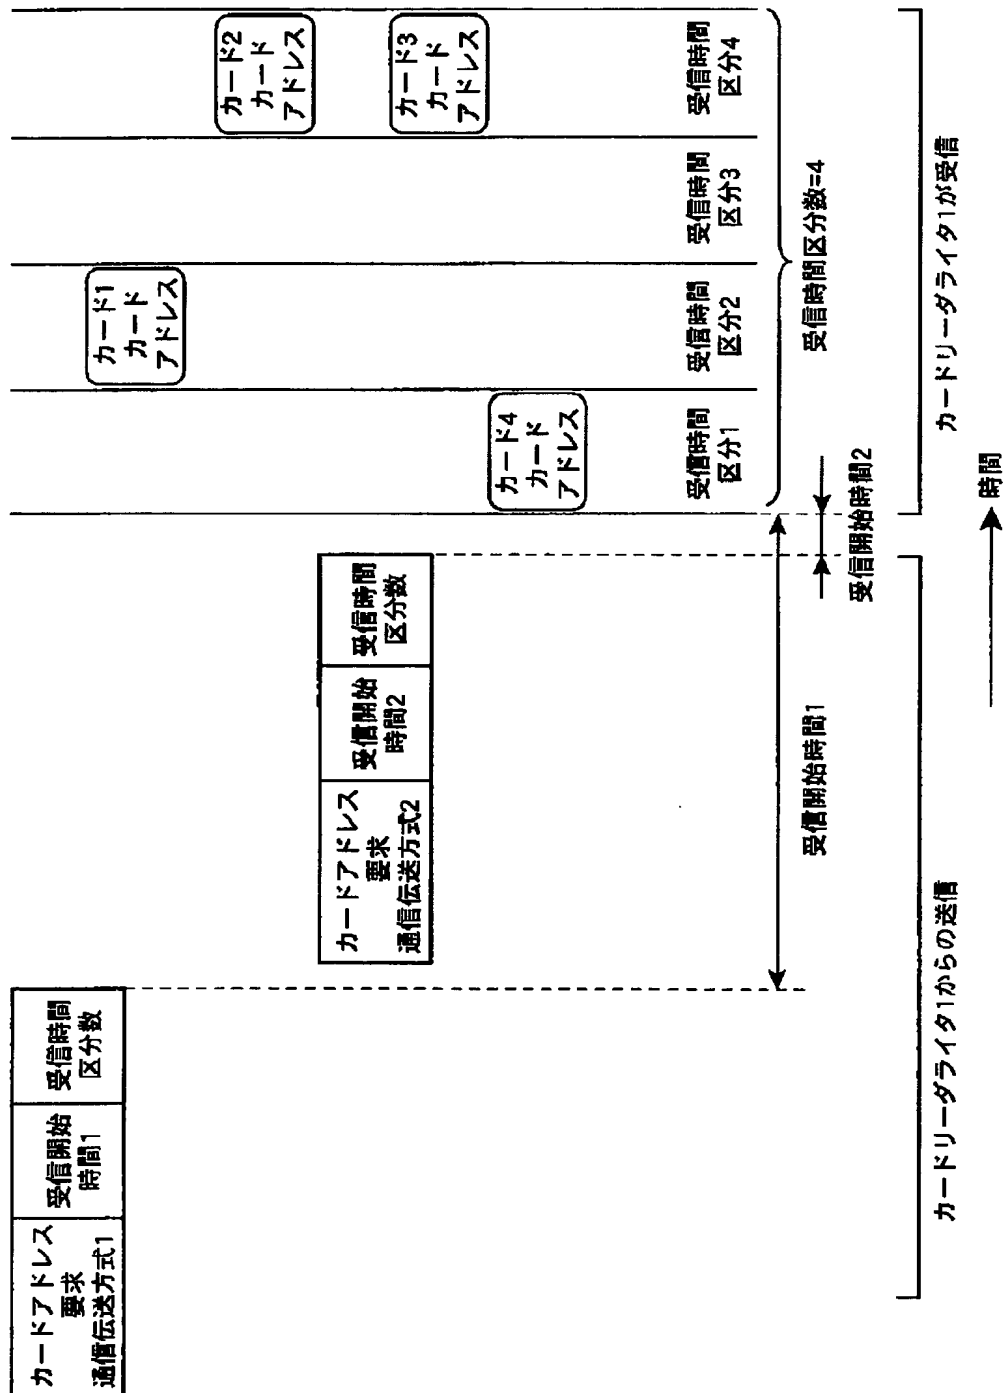 カードアドレス
要求
通信伝送方式1
受信開始
時間1
受信時間
区分数
カードアドレス
要求
通信伝送方式2
受信開始
時間2
受信時間
区分数
カード1
カード
アドレス
カード2
カード
アドレス
カード3
カード
アドレス
カード4
カード
アドレス
受信時間
区分1
受信時間
区分2
受信時間
区分3
受信時間
区分4
受信時間区分数=4
受信開始時間1
受信開始時間2
カードリーダライタ1からの送信
カードリーダライタ1が受信
時間